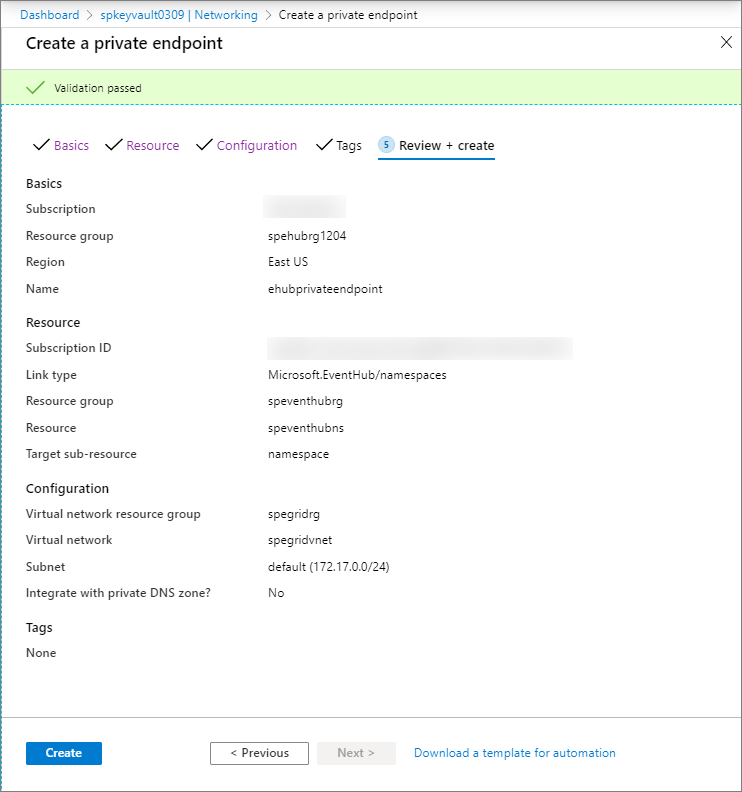 Dashboard > spkeyvault0309 | Networking > Create a private endpoint
Create a private endpoint
Validation passed
Basics Resource Configuration Tags 5 Review + create
Basics
Subscription
Resource group spehubrg1204
Region East US
Name ehubprivateendpoint
Resource
Subscription ID
Link type Microsoft.EventHub/namespaces
Resource group speventhubrg
Resource speventhubns
Target sub-resource namespace
Configuration
Virtual network resource group spegridrg
Virtual network spegridvnet
Subnet default (172.17.0.0/24)
Integrate with private DNS zone? No
Tags
None
Create < Previous Next > Download a template for automation